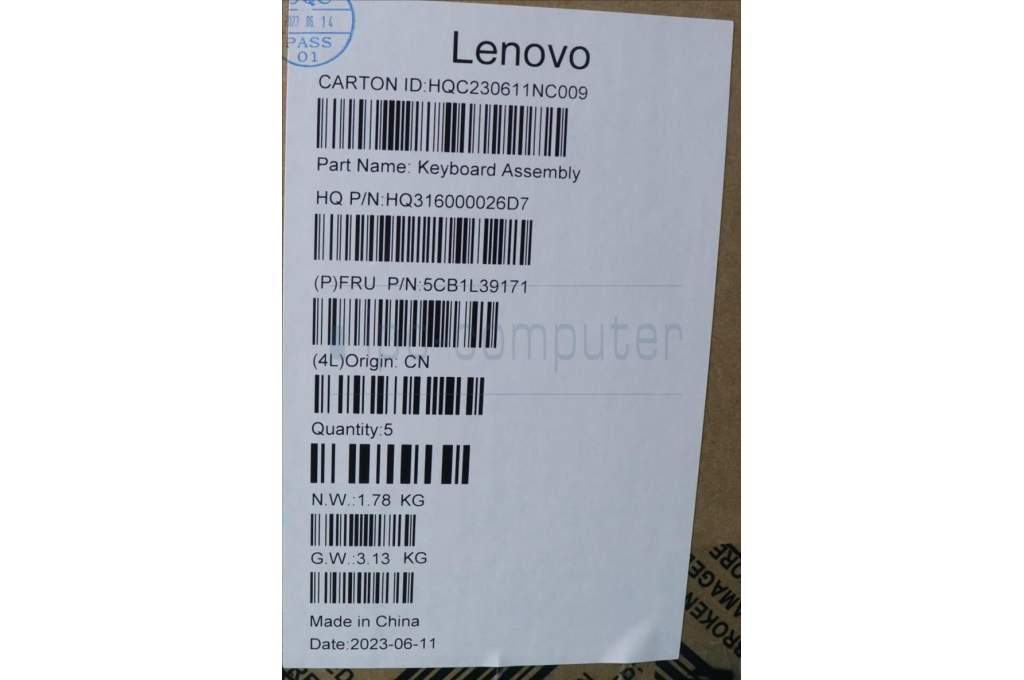 PASS
01
Lenovo
CARTON ID:HQC230611NC009
Part Name: Keyboard Assembly
HQ P/N:HQ316000026D7
(P)FRU P/N:5CB1L39171
computer
(4L)Origin: CN
Quantity:5
N.W.:1.78 KG
G.W.:3.13 KG
Made in China
Date:2023-06-11
BROKEN